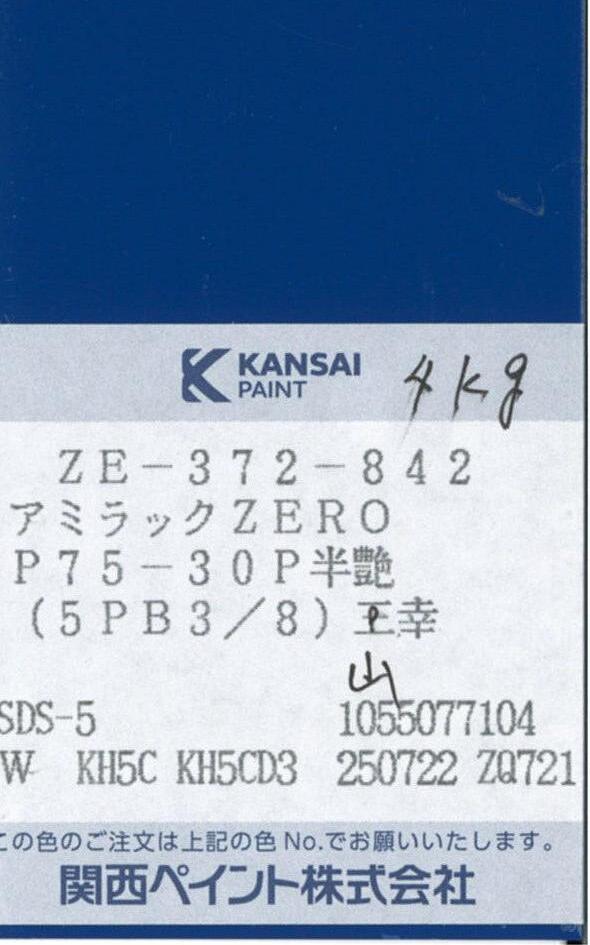 KANSAI
PAINT
4kg
ZE-372-842
アミラックZERO
P75-30P半艶
(5PB3/8) 幸
山
SDS-5 1055077104
W KH5C KH5CD3 250722 ZQ721
この色のご注文は上記の色No.でお願いいたします。
関西ペイント株式会社